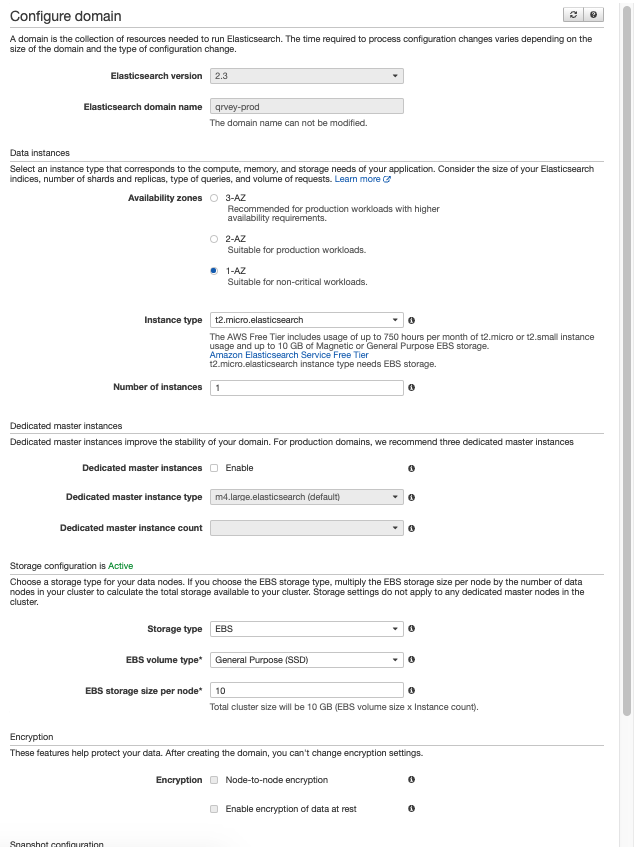 Configure domain
A domain is the collection of resources needed to run Elasticsearch. The time required to process configuration changes varies depending on the
size of the domain and the type of configuration change.
Elasticsearch version 2.3
Elasticsearch domain name qrvey-prod
The domain name can not be modified.
Data instances
Select an instance type that corresponds to the compute, memory, and storage needs of your application. Consider the size of your Elasticsearch
indices, number of shards and replicas, type of queries, and volume of requests. Learn more
Availability zones 3-AZ
Recommended for production workloads with higher
availability requirements.
2-AZ
Suitable for production workloads.
1-AZ
Suitable for non-critical workloads.
Instance type t2.micro.elasticsearch
The AWS Free Tier includes usage of up to 750 hours per month of t2.micro or t2.small instance
usage and up to 10 GB of Magnetic or General Purpose EBS storage.
Amazon Elasticsearch Service Free Tier
t2.micro.elasticsearch instance type needs EBS storage.
Number of instances 1
Dedicated master instances
Dedicated master instances improve the stability of your domain. For production domains, we recommend three dedicated master instances
Dedicated master instances Enable
Dedicated master instance type m4.large.elasticsearch (default)
Dedicated master instance count
Storage configuration is Active
Choose a storage type for your data nodes. If you choose the EBS storage type, multiply the EBS storage size per node by the number of data
nodes in your cluster to calculate the total storage available to your cluster. Storage settings do not apply to any dedicated master nodes in the
cluster.
Storage type EBS
EBS volume type* General Purpose (SSD)
EBS storage size per node* 10
Total cluster size will be 10 GB (EBS volume size x Instance count).
Encryption
These features help protect your data. After creating the domain, you can't change encryption settings.
Encryption Node-to-node encryption
Enable encryption of data at rest
Snapshot configuration